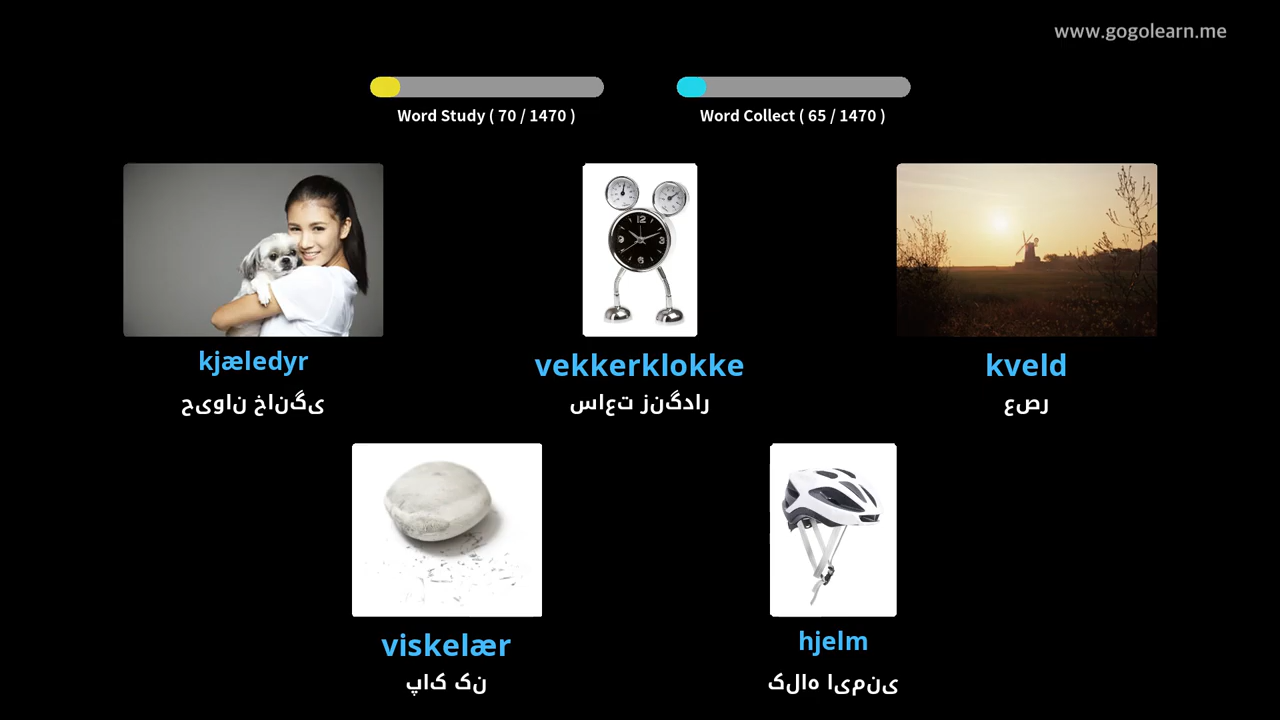 www.gogolearn.me
Word Study ( 70 / 1470 )
Word Collect ( 65 / 1470 )
kjæledyr
حیوان خانگی
vekkerklokke
ساعت زنگدار
kveld
عصر
viskelær
پاک کن
hjelm
کلاه ایمنی